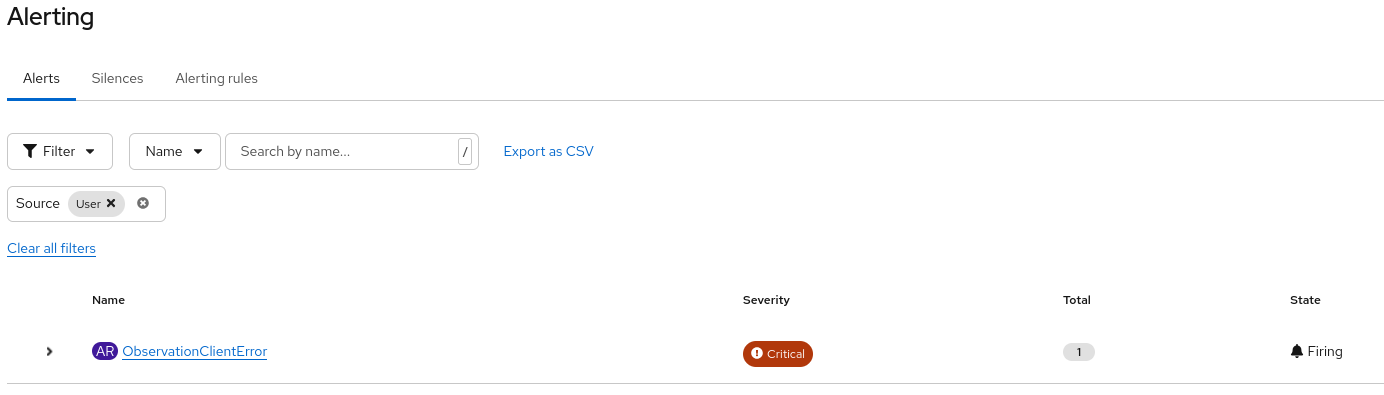 Alerting
Alerts Silences Alerting rules
Filter Name Search by name... / Export as CSV
Source User
Clear all filters
Name Severity Total State
AR ObservationClientError Critical 1 Firing